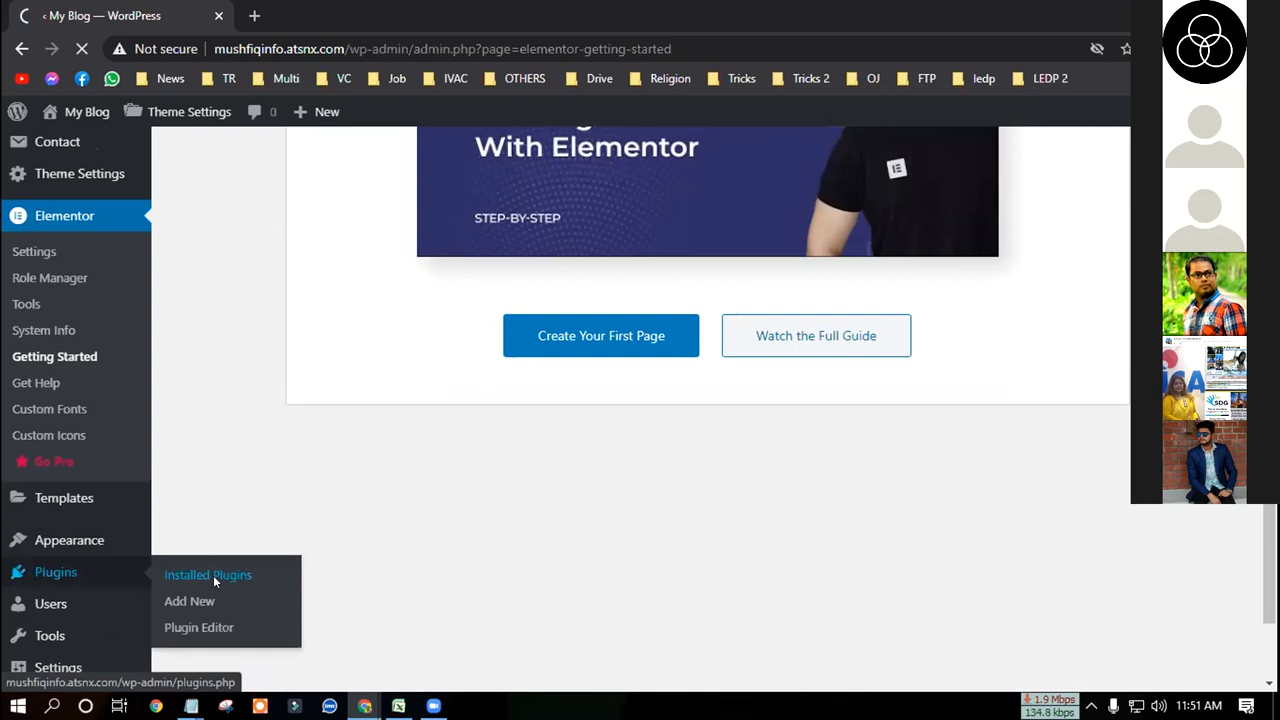 ‹ My Blog — WordPress
Not secure
mushfiqinfo.atsnx.com/wp-admin/admin.php?page=elementor-getting-started
News
TR
Multi
VC
Job
IVAC
OTHERS
Drive
Religion
Tricks
Tricks 2
OJ
FTP
ledp
LEDP 2
My Blog
Theme Settings
0
New
Contact
Theme Settings
Elementor
Settings
Role Manager
Tools
System Info
Getting Started
Get Help
Custom Fonts
Custom Icons
Go Pro
Templates
Appearance
Plugins
Users
Tools
Settings
Installed Plugins
Add New
Plugin Editor
With Elementor
STEP-BY-STEP
Create Your First Page
Watch the Full Guide
SDG
mushfiqinfo.atsnx.com/wp-admin/plugins.php
1.9 Mbps
134.8 kbps
11:51 AM